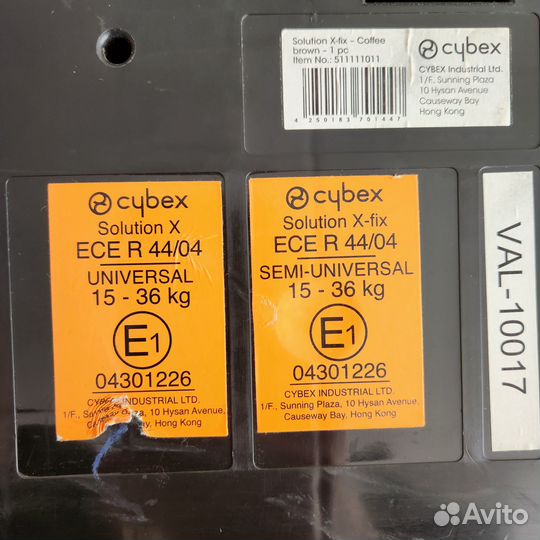 Solution X-fix - Coffee
brown - 1 pc
Item No.: 511111011
4 250183 701447
cybex
CYBEX Industrial Ltd.
1/F., Sunning Plaza
10 Hysan Avenue
Causeway Bay
Hong Kong
cybex
Solution X
ECE R 44/04
UNIVERSAL
15 - 36 kg
E1
04301226
CYBEX INDUSTRIAL LTD.
1/F., Sunning Plaza, 10 Hysan Avenue,
Bay, Hong Kong
cybex
Solution X-fix
ECE R 44/04
SEMI-UNIVERSAL
15 - 36 kg
E1
04301226
CYBEX INDUSTRIAL LTD.
1/F., Sunning Plaza, 10 Hysan Avenue,
Causeway Bay, Hong Kong
VAL-10017
Avito